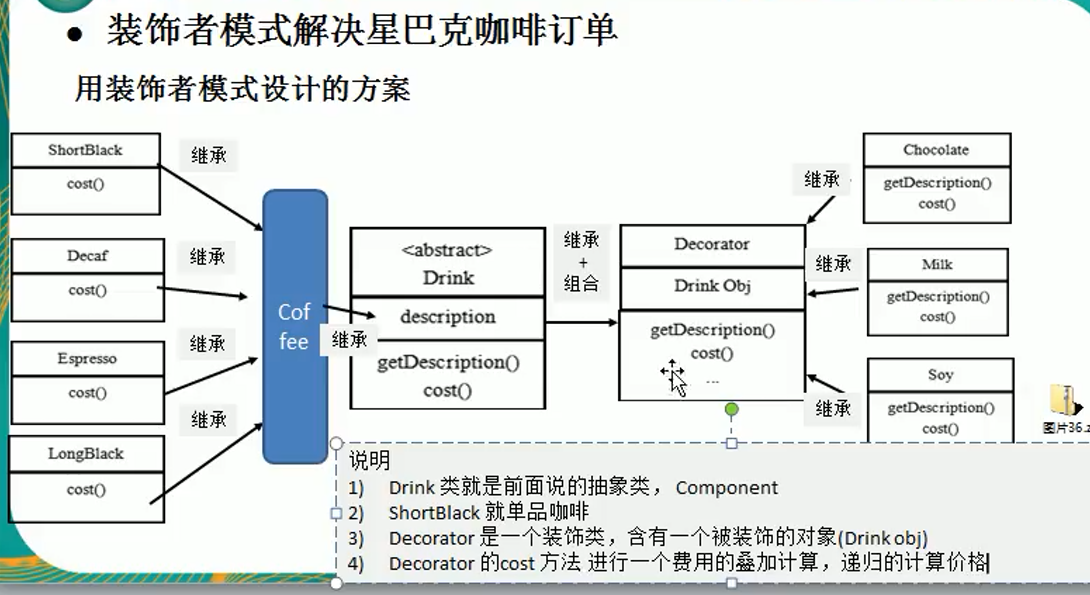 ● 装饰者模式解决星巴克咖啡订单
用装饰者模式设计的方案
ShortBlack
cost()
继承
Decaf
cost()
继承
Espresso
cost()
继承
LongBlack
cost()
继承
Cof
fee
继承
<abstract>
Drink
description
getDescription()
cost()
继承
+
组合
Decorator
Drink Obj
getDescription()
cost()
...
继承
Chocolate
getDescription()
cost()
继承
Milk
getDescription()
cost()
继承
Soy
getDescription()
cost()
图片36.z
说明
1) Drink 类就是前面说的抽象类， Component
2) ShortBlack 就单品咖啡
3) Decorator 是一个装饰类，含有一个被装饰的对象(Drink obj)
4) Decorator 的cost 方法 进行一个费用的叠加计算，递归的计算价格